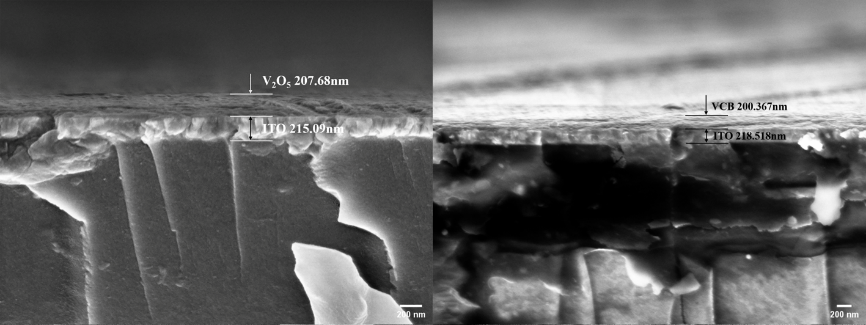 V₂O₅ 207.68nm
ITO 215.09nm
200 nm
VCB 200.367nm
ITO 218.518nm
200 nm